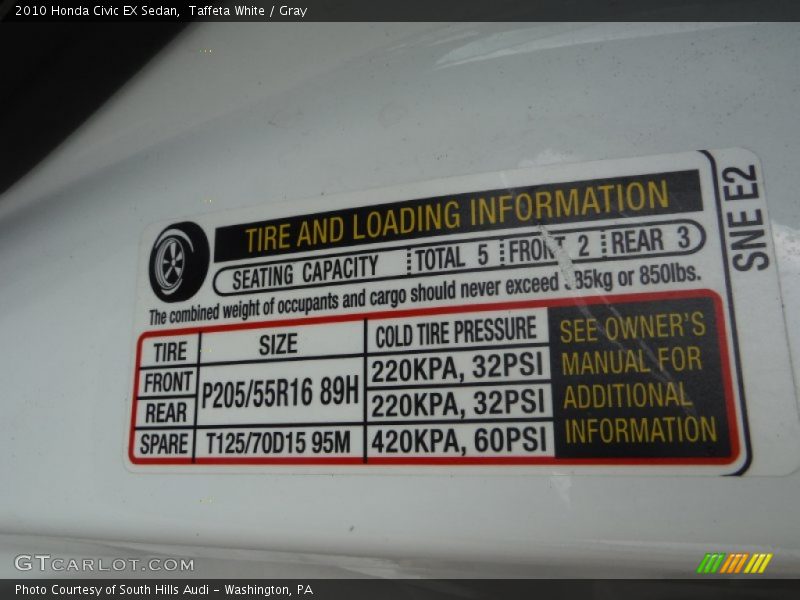 2010 Honda Civic EX Sedan, Taffeta White / Gray
TIRE AND LOADING INFORMATION
SEATING CAPACITY TOTAL 5 FRONT 2 REAR 3
The combined weight of occupants and cargo should never exceed 385kg or 850lbs.
TIRE SIZE COLD TIRE PRESSURE
FRONT P205/55R16 89H 220KPA, 32PSI
REAR 220KPA, 32PSI
SPARE T125/70D15 95M 420KPA, 60PSI
SEE OWNER'S
MANUAL FOR
ADDITIONAL
INFORMATION
SNE E2
GTCARLOT.COM
Photo Courtesy of South Hills Audi - Washington, PA